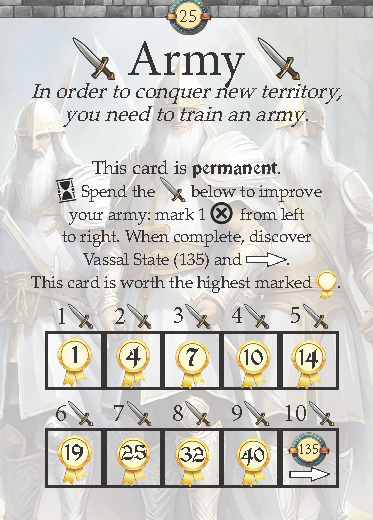 25
Army
In order to conquer new territory,
you need to train an army.
This card is permanent.
Spend the below to improve
your army: mark 1 from left
to right. When complete, discover
Vassal State (135) and .
This card is worth the highest marked .
1 2 3 4 5
1 4 7 10 14
6 7 8 9 10
19 25 32 40 135